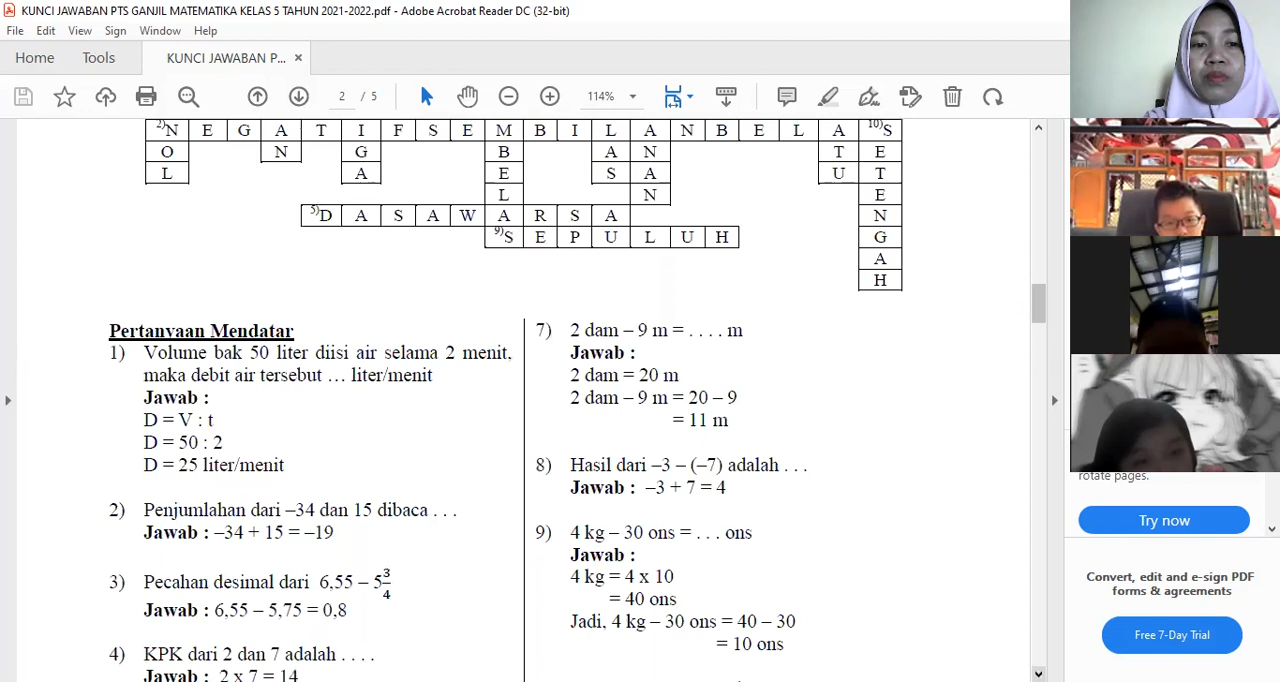 KUNCI JAWABAN PTS GANJIL MATEMATIKA KELAS 5 TAHUN 2021-2022.pdf - Adobe Acrobat Reader DC (32-bit)
File Edit View Sign Window Help
Home Tools KUNCI JAWABAN P... ×
2 / 5 114%
2)N E G A T I F S E M B I L A N B E L A 10)S
O N G B A N T E
L A E S A U T
L N E
5)D A S A W A R S A N
9)S E P U L U H G
A
H
Pertanyaan Mendatar
1) Volume bak 50 liter diisi air selama 2 menit,
maka debit air tersebut … liter/menit
Jawab :
D = V : t
D = 50 : 2
D = 25 liter/menit
2) Penjumlahan dari –34 dan 15 dibaca . . .
Jawab : –34 + 15 = –19
3) Pecahan desimal dari 6,55 – 5 3/4
Jawab : 6,55 – 5,75 = 0,8
4) KPK dari 2 dan 7 adalah . . . .
Jawab : 2 x 7 = 14
7) 2 dam – 9 m = . . . . m
Jawab :
2 dam = 20 m
2 dam – 9 m = 20 – 9
= 11 m
8) Hasil dari –3 – (–7) adalah . . .
Jawab : –3 + 7 = 4
9) 4 kg – 30 ons = . . . ons
Jawab :
4 kg = 4 x 10
= 40 ons
Jadi, 4 kg – 30 ons = 40 – 30
= 10 ons
rotate pages.
Try now
Convert, edit and e-sign PDF
forms & agreements
Free 7-Day Trial